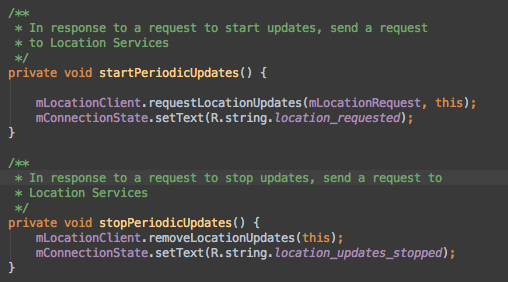 /**
 * In response to a request to start updates, send a request
 * to Location Services
 */
private void startPeriodicUpdates() {
    mLocationClient.requestLocationUpdates(mLocationRequest, this);
    mConnectionState.setText(R.string.location_requested);
}
/**
 * In response to a request to stop updates, send a request to
 * Location Services
 */
private void stopPeriodicUpdates() {
    mLocationClient.removeLocationUpdates(this);
    mConnectionState.setText(R.string.location_updates_stopped);
}